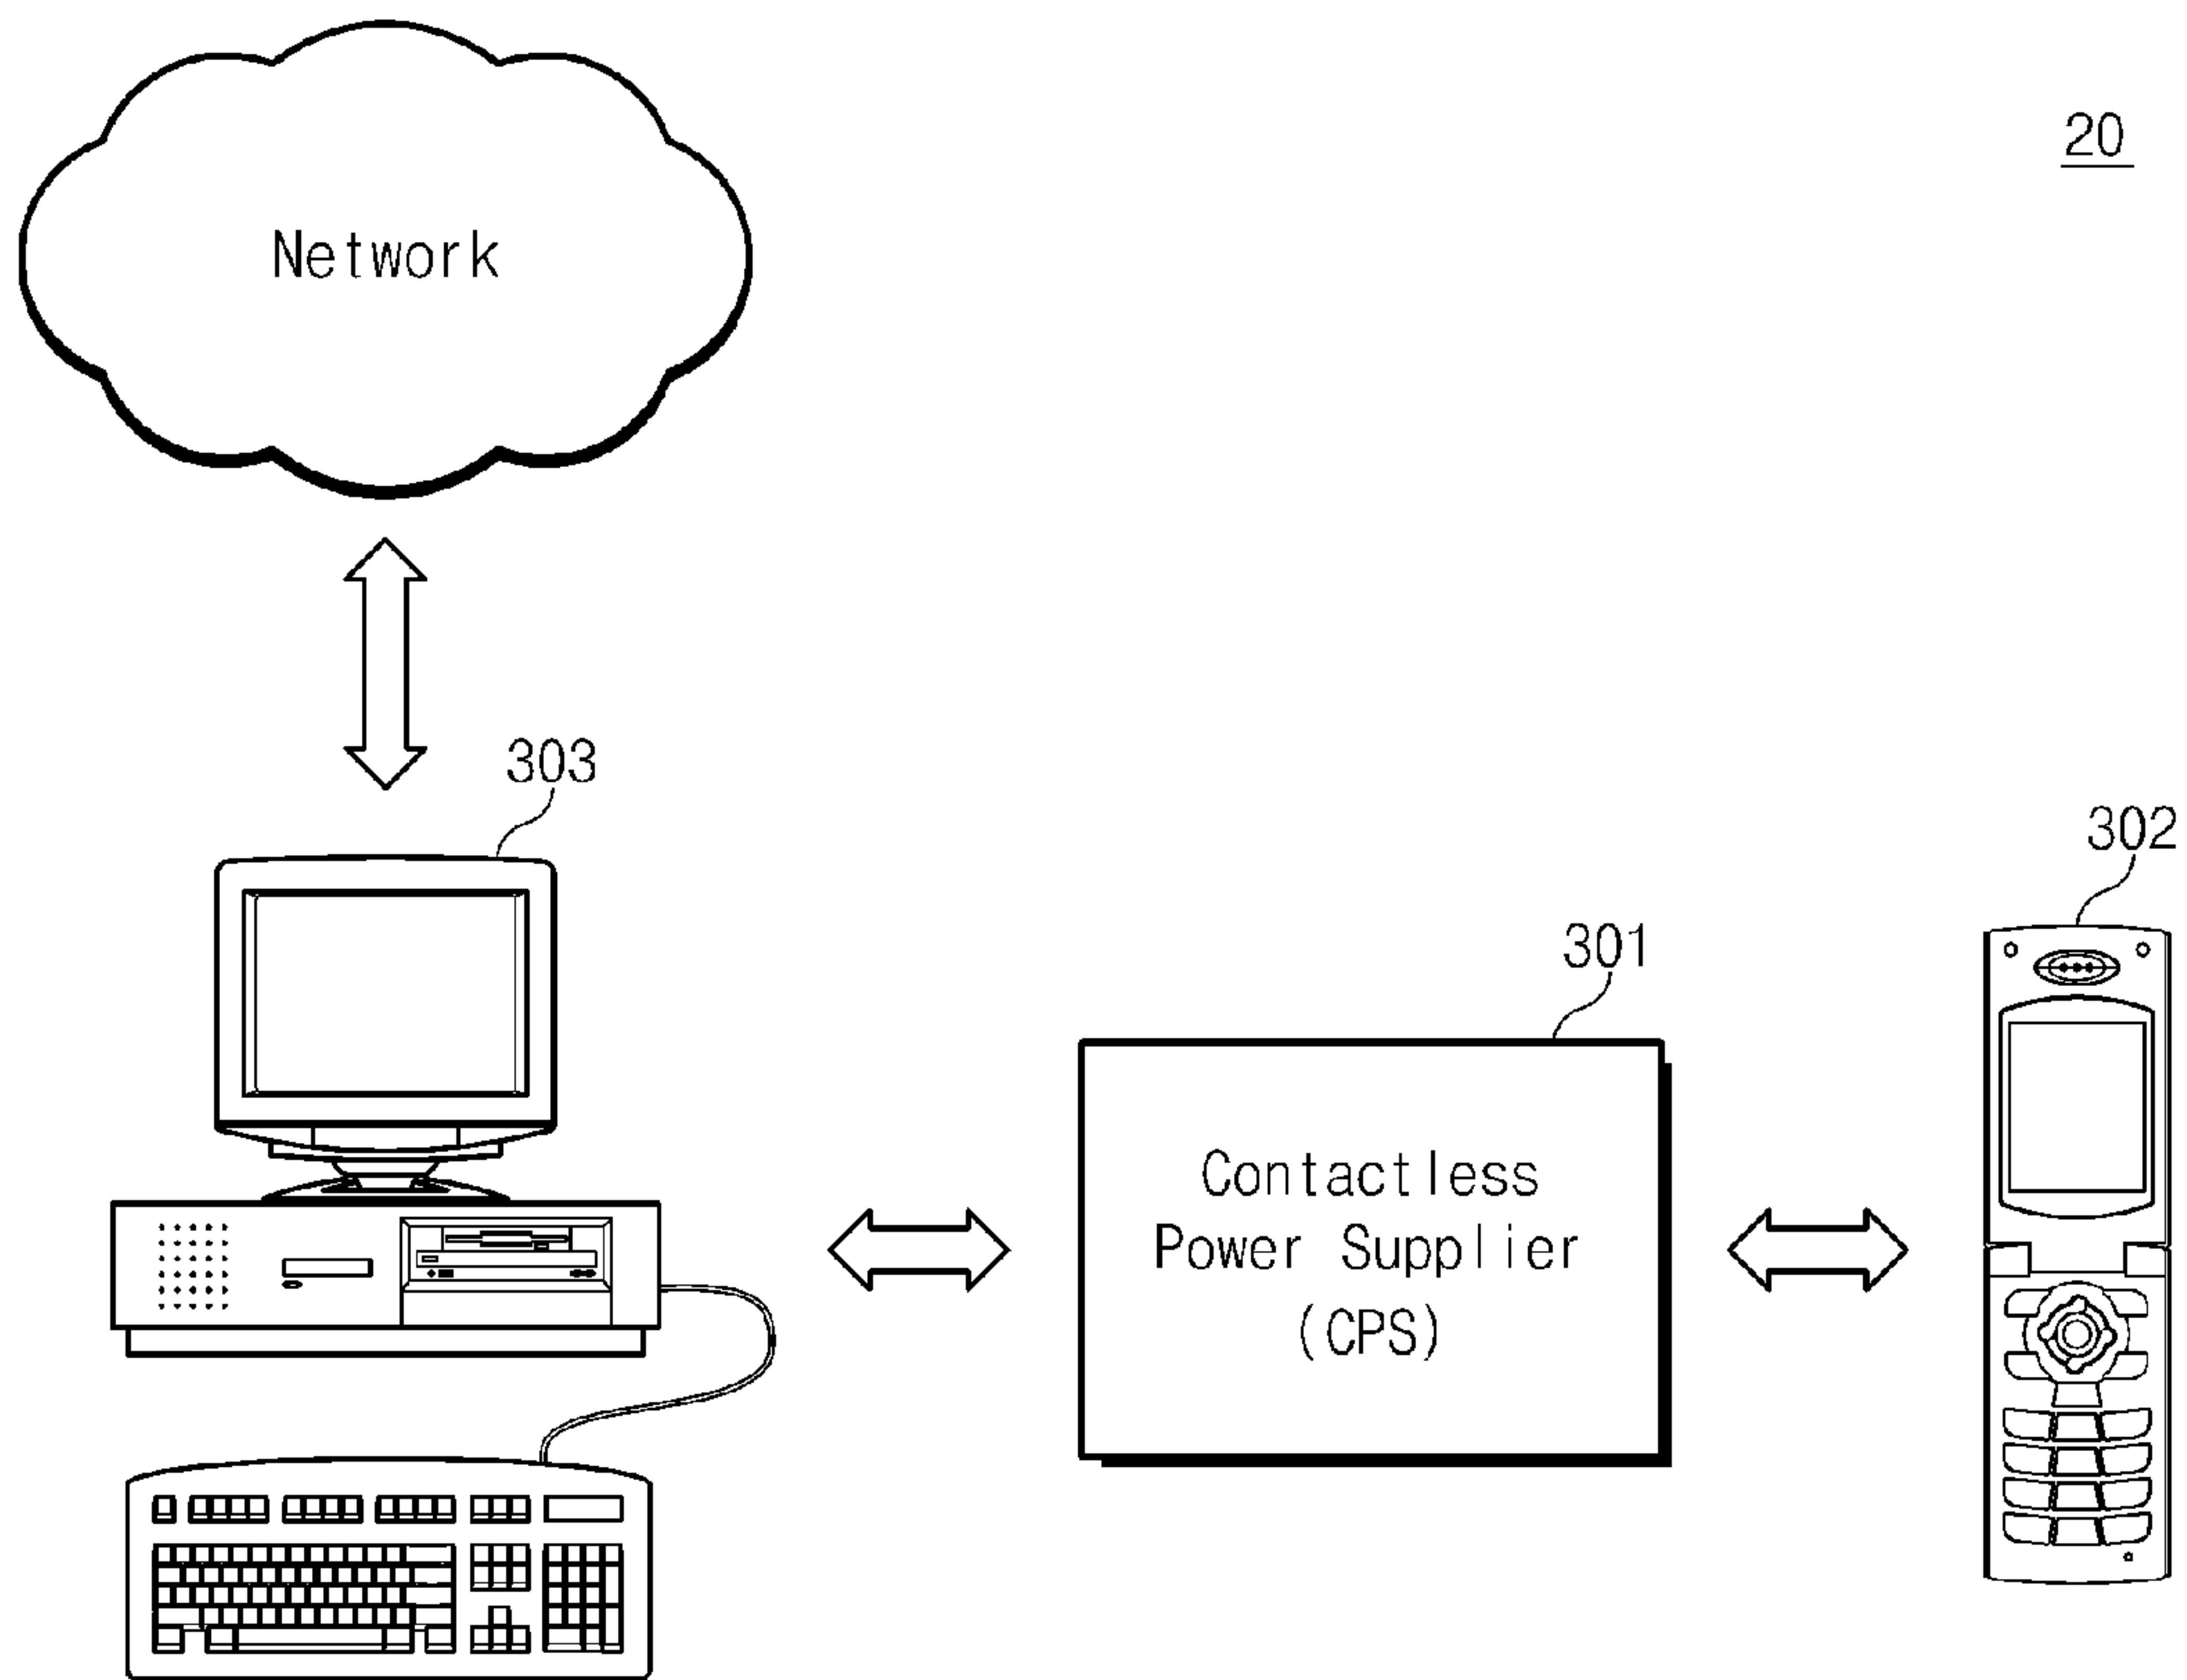 Network
20
303
302
301
Contactless
Power Supplier
(CPS)